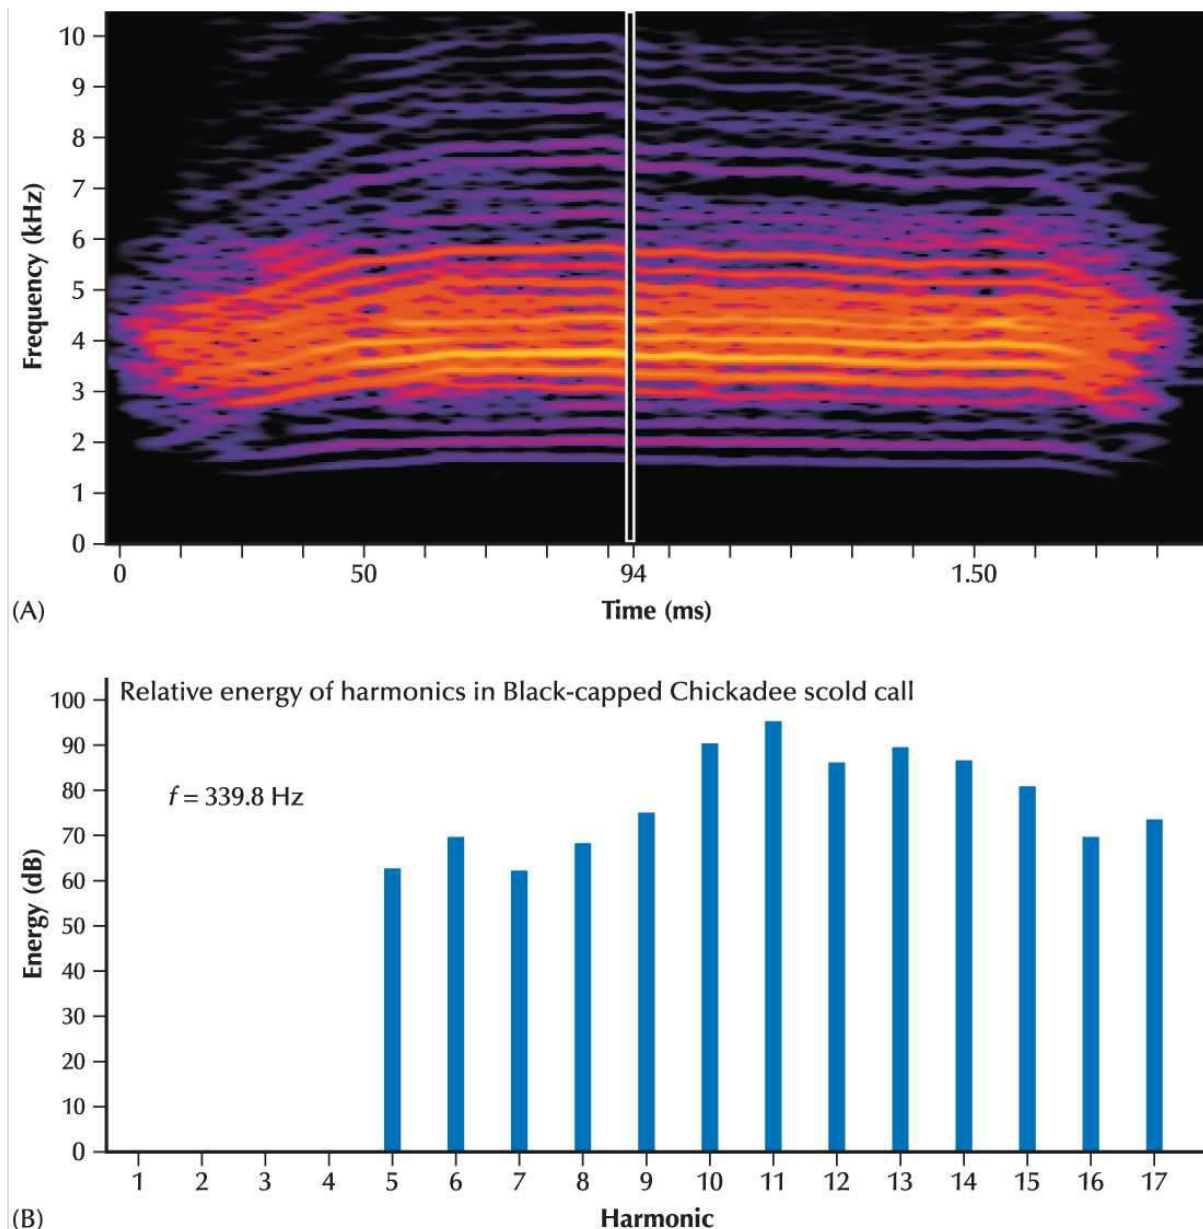 10
9
8
7
6
5
4
3
2
1
0
Frequency (kHz)
0 50 94 1.50
(A) Time (ms)
Relative energy of harmonics in Black-capped Chickadee scold call
f = 339.8 Hz
100
90
80
70
60
50
40
30
20
10
0
Energy (dB)
1 2 3 4 5 6 7 8 9 10 11 12 13 14 15 16 17
(B) Harmonic